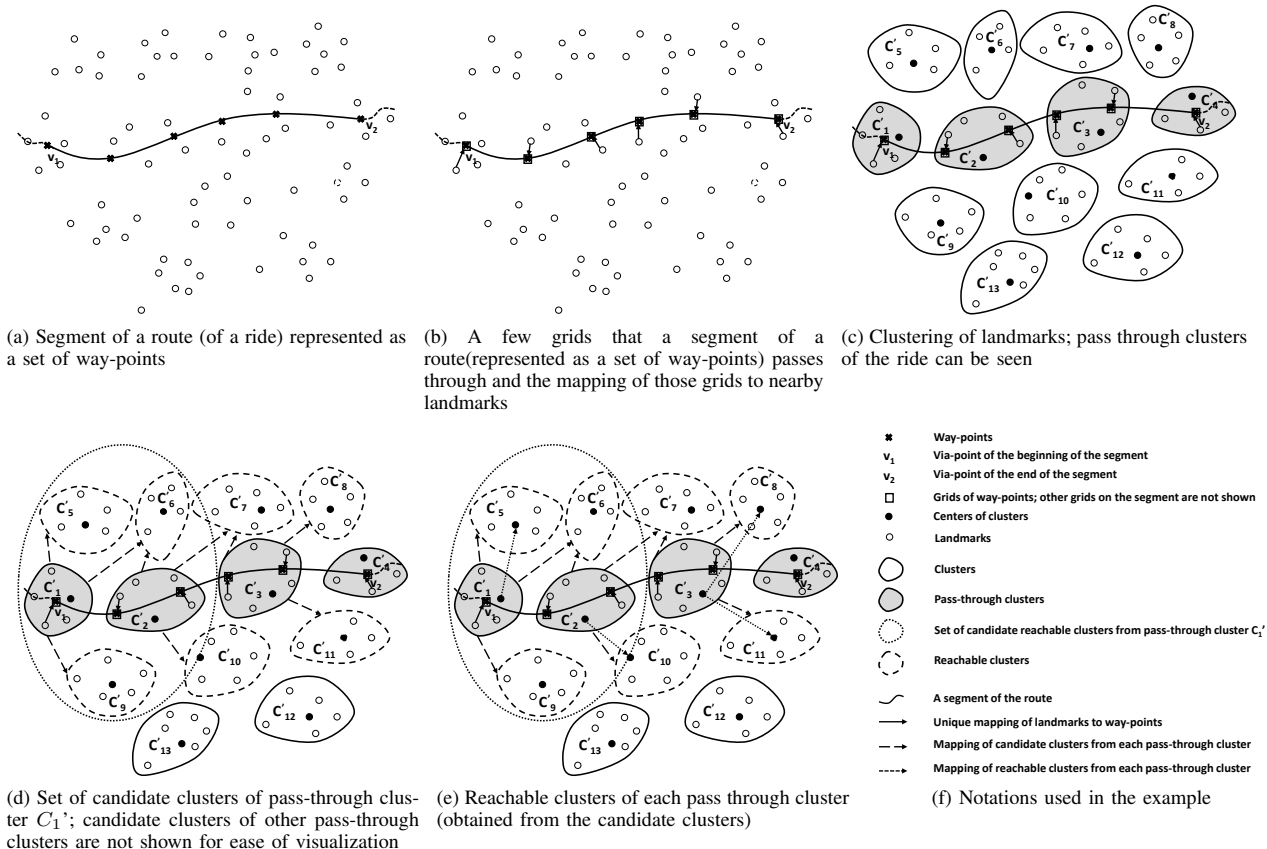 v1
v2
v1
v2
C'5
C'6
C'7
C'8
C'1
v1
C'2
C'3
C'4
v2
C'9
C'10
C'11
C'12
C'13
(a) Segment of a route (of a ride) represented as
a set of way-points
(b) A few grids that a segment of a
route(represented as a set of way-points) passes
through and the mapping of those grids to nearby
landmarks
(c) Clustering of landmarks; pass through clusters
of the ride can be seen
C'5
C'6
C'7
C'8
C'1
v1
C'2
C'3
C'4
v2
C'9
C'10
C'11
C'12
C'13
C'5
C'6
C'7
C'8
C'1
v1
C'2
C'3
C'4
v2
C'9
C'10
C'11
C'12
C'13
Way-points
v1 Via-point of the beginning of the segment
v2 Via-point of the end of the segment
Grids of way-points; other grids on the segment are not shown
Centers of clusters
Landmarks
Clusters
Pass-through clusters
Set of candidate reachable clusters from pass-through cluster C1'
Reachable clusters
A segment of the route
Unique mapping of landmarks to way-points
Mapping of candidate clusters from each pass-through cluster
Mapping of reachable clusters from each pass-through cluster
(d) Set of candidate clusters of pass-through clus-
ter C1'; candidate clusters of other pass-through
clusters are not shown for ease of visualization
(e) Reachable clusters of each pass through cluster
(obtained from the candidate clusters)
(f) Notations used in the example